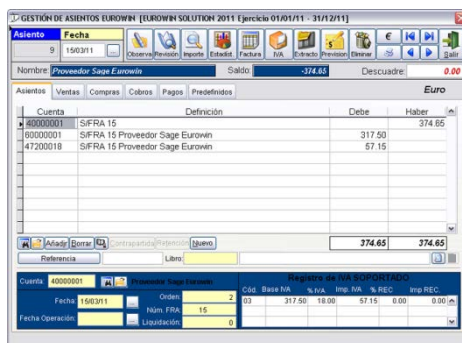 GESTIÓN DE ASIENTOS EUROWIN [EUROWIN SOLUTION 2011 Ejercicio 01/01/11 - 31/12/11]
Asiento Fecha
9 15/03/11
Observa Revisión Importe Estadíst. Factura IVA Extracto Previsión Eliminar € Salir
Nombre: Proveedor Sage Eurowin Saldo: -374.65 Descuadre: 0.00
Asientos Ventas Compras Cobros Pagos Predefinidos Euro
Cuenta Definición Debe Haber
40000001 S/FRA 15 374.65
60000001 S/FRA 15 Proveedor Sage Eurowin 317.50
47200018 S/FRA 15 Proveedor Sage Eurowin 57.15
Añadir Borrar Contrapartida Retención Nuevo 374.65 374.65
Referencia Libro:
Cuenta: 40000001 Proveedor Sage Eurowin Registro de IVA SOPORTADO
Cód. Base IVA % IVA Imp. IVA % REC Imp REC.
Fecha: 15/03/11 Orden: 2 03 317.50 18.00 57.15 0.00 0.00
Núm. FRA: 15
Fecha Operación: Liquidación: 0